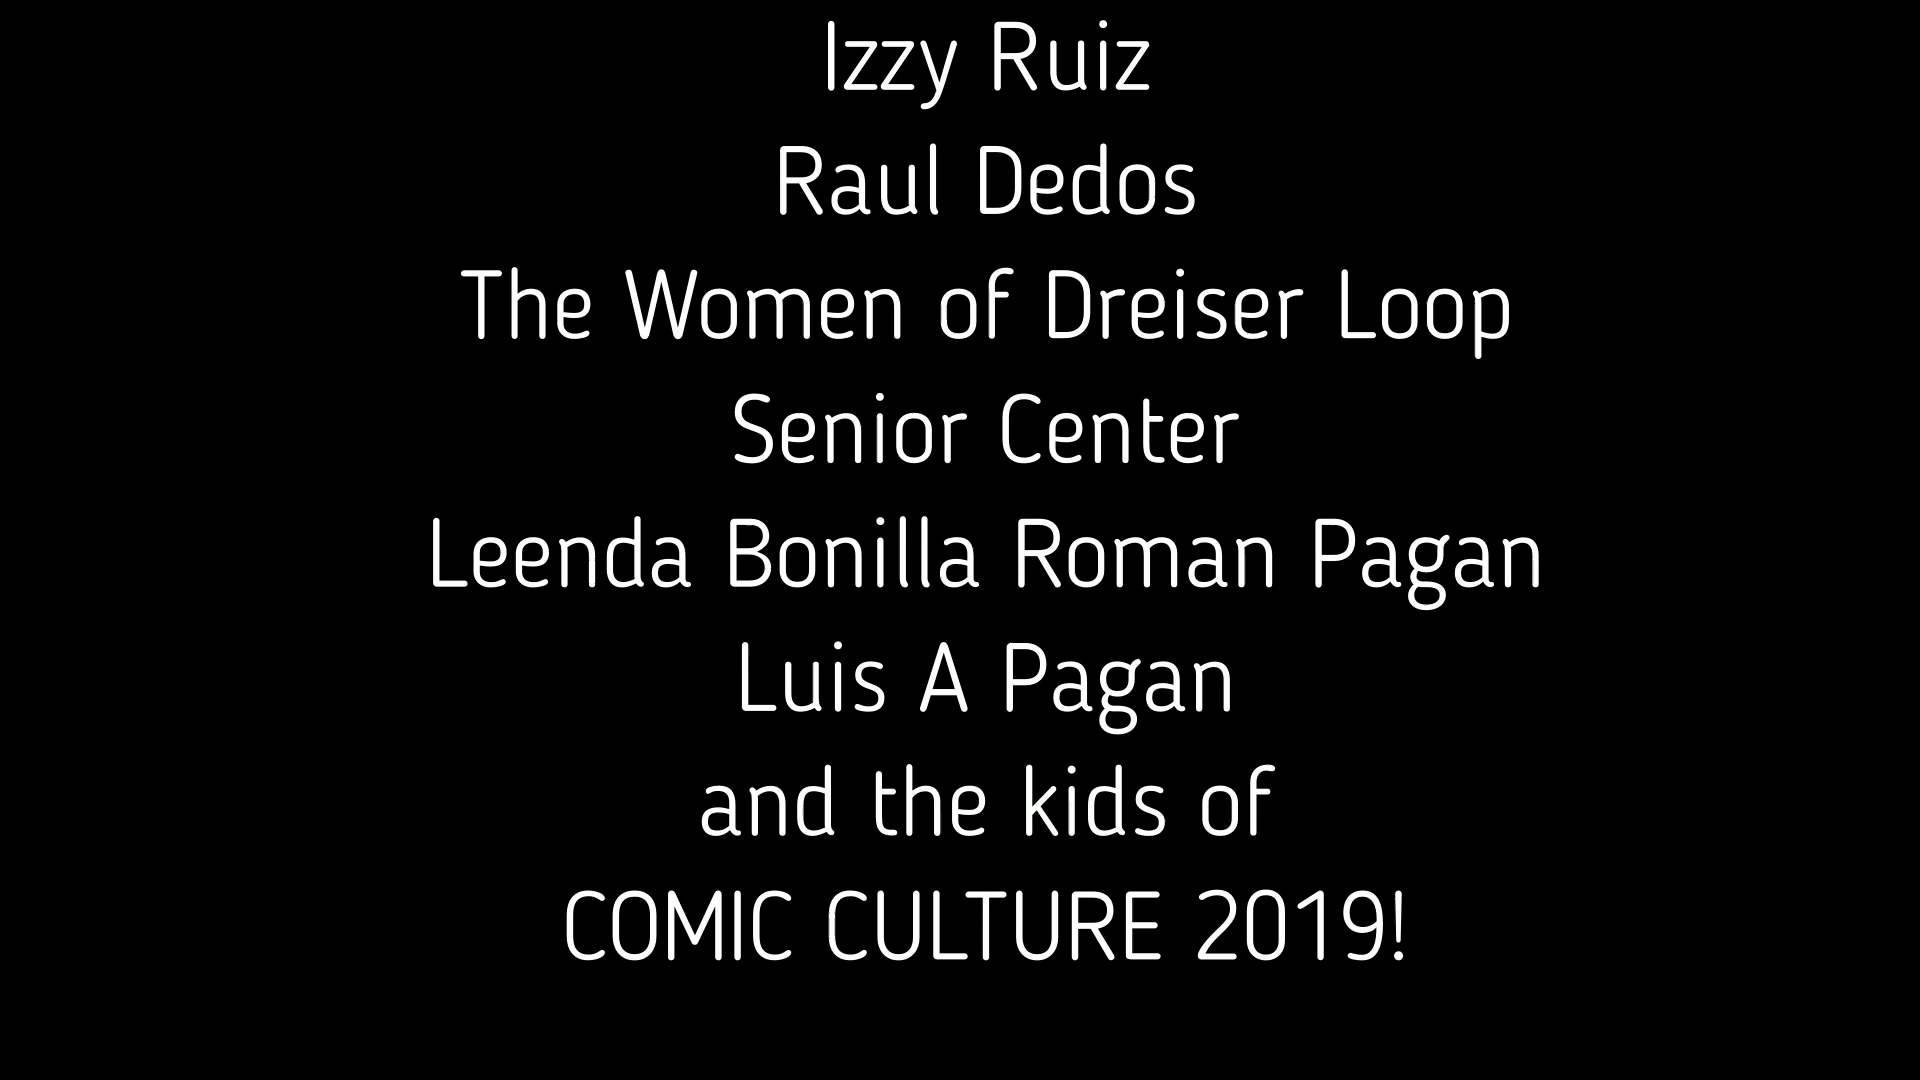 Izzy Ruiz
Raul Dedos
The Women of Dreiser Loop
Senior Center
Leenda Bonilla Roman Pagan
Luis A Pagan
and the kids of
COMIC CULTURE 2019!